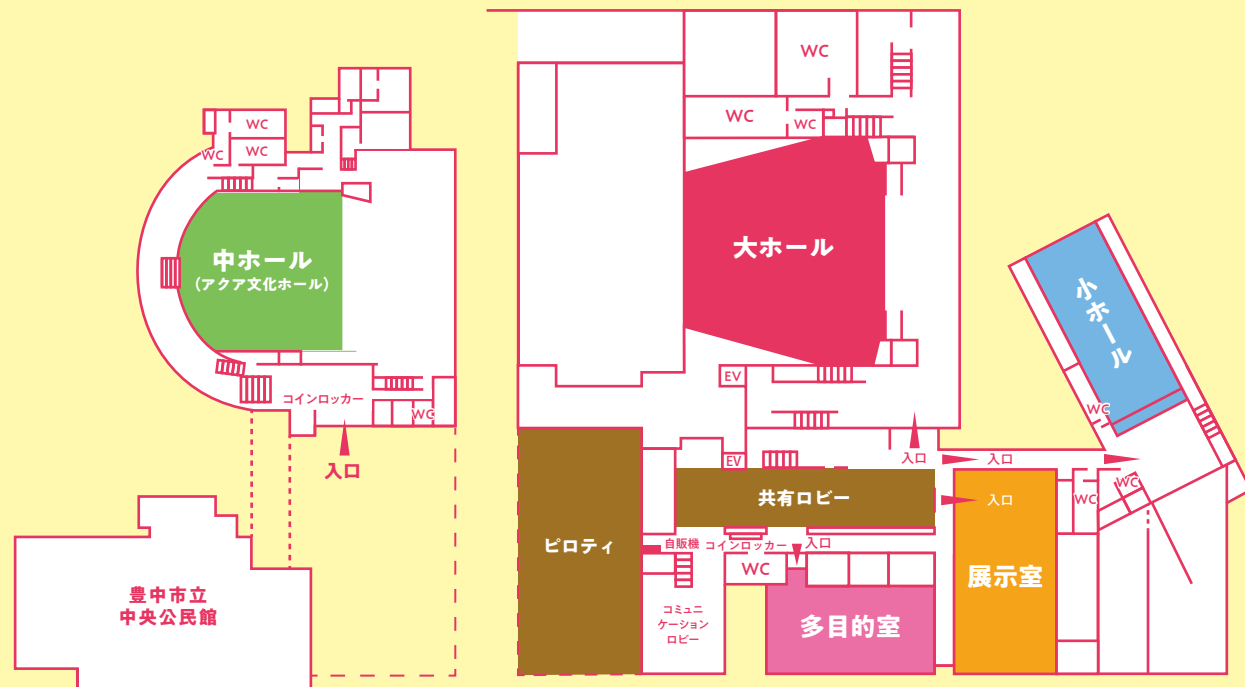 WC
WC
WC
WC
WC
WC
中ホール
(アクア文化ホール)
大ホール
小ホール
EV
コインロッカー
WC
WC
入口
入口
入口
EV
WC
WC
共有ロビー
入口
ピロティ
自販機
コインロッカー
入口
WC
展示室
豊中市立
中央公民館
コミュニ
ケーション
ロビー
多目的室